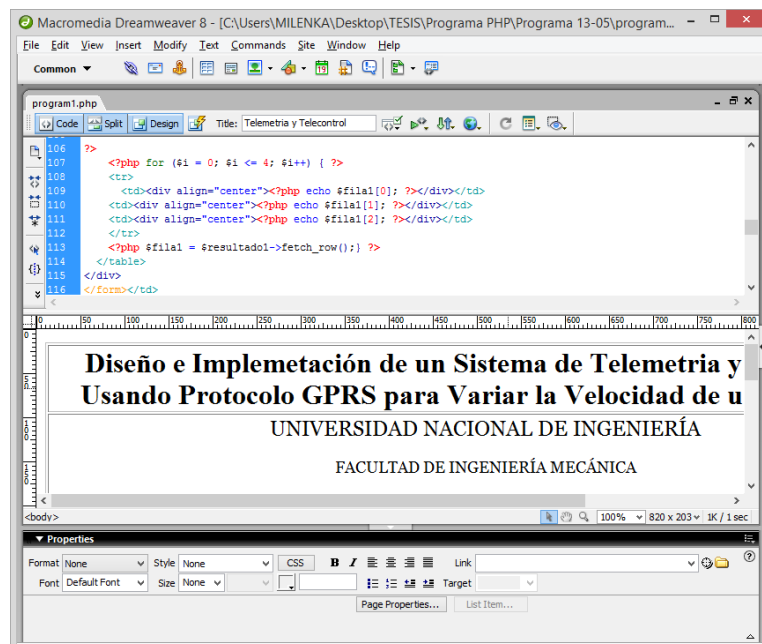 Macromedia Dreamweaver 8 - [C:\Users\MILENKA\Desktop\TESIS\Programa PHP\Programa 13-05\program...
File Edit View Insert Modify Text Commands Site Window Help
Common
program1.php
Code Split Design Title: Telemetria y Telecontrol
106 ?>
107 <?php for ($i = 0; $i <= 4; $i++) { ?>
108 <tr>
109 <td><div align="center"><?php echo $fila1[0]; ?></div></td>
110 <td><div align="center"><?php echo $fila1[1]; ?></div></td>
111 <td><div align="center"><?php echo $fila1[2]; ?></div></td>
112 </tr>
113 <?php $fila1 = $resultado1->fetch_row();} ?>
114 </table>
115 </div>
116 </form></td>
0 50 100 150 200 250 300 350 400 450 500 550 600 650 700 750 800
Diseño e Implemetación de un Sistema de Telemetria y
Usando Protocolo GPRS para Variar la Velocidad de u
UNIVERSIDAD NACIONAL DE INGENIERÍA
FACULTAD DE INGENIERÍA MECÁNICA
<body> 100% 820 x 203 1K / 1 sec
Properties
Format None Style None CSS B I Link
Font Default Font Size None Target
Page Properties... List Item...